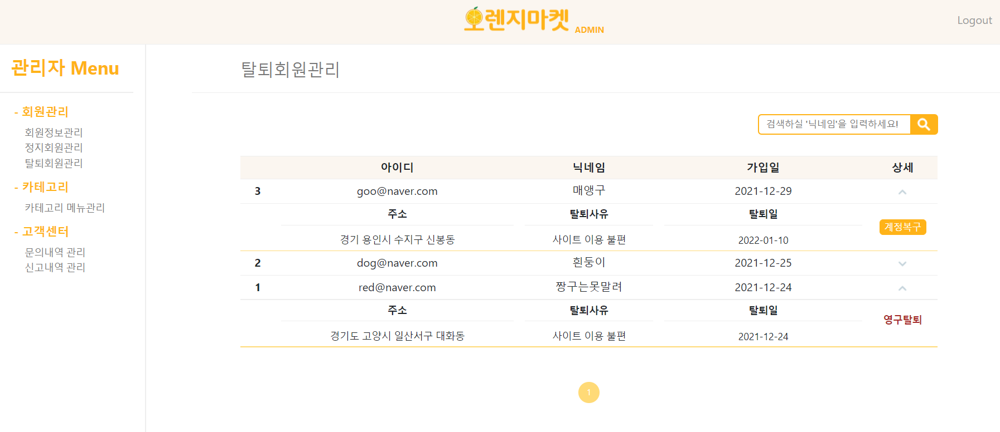 오렌지마켓 ADMIN
Logout
관리자 Menu
- 회원관리
회원정보관리
정지회원관리
탈퇴회원관리
- 카테고리
카테고리 메뉴관리
- 고객센터
문의내역 관리
신고내역 관리
탈퇴회원관리
검색하실 '닉네임'을 입력하세요!
아이디 닉네임 가입일 상세
3 goo@naver.com 매앵구 2021-12-29
주소 탈퇴사유 탈퇴일
계정복구
경기 용인시 수지구 신봉동 사이트 이용 불편 2022-01-10
2 dog@naver.com 흰둥이 2021-12-25
1 red@naver.com 짱구는못말려 2021-12-24
주소 탈퇴사유 탈퇴일
영구탈퇴
경기도 고양시 일산서구 대화동 사이트 이용 불편 2021-12-24
1